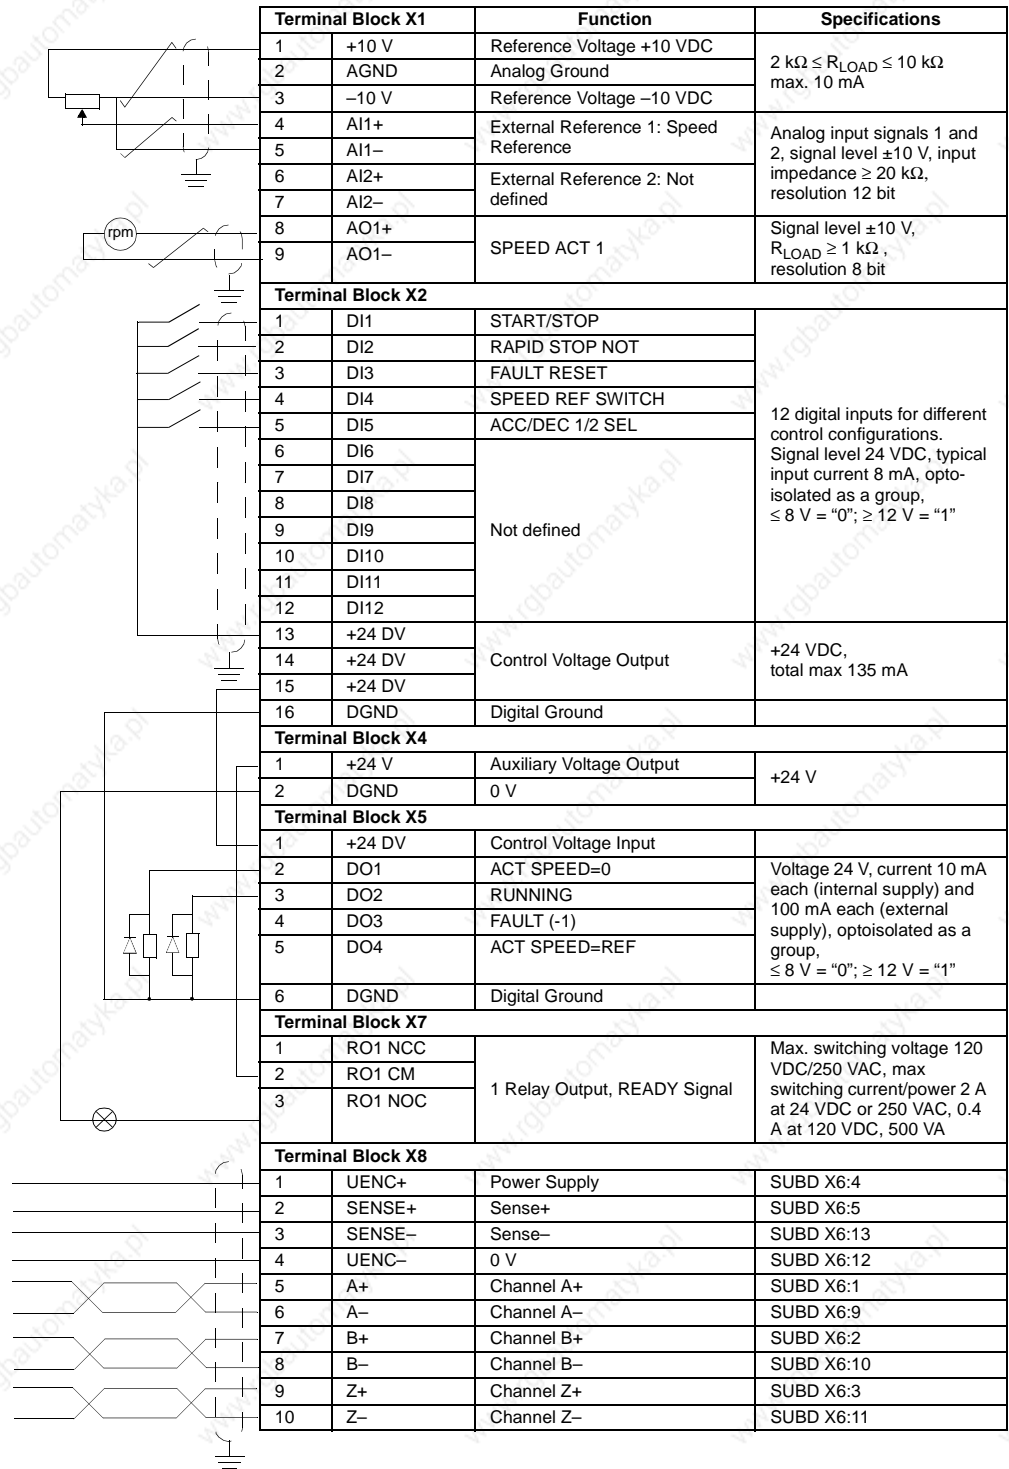 Terminal Block X1 Function Specifications
1 +10 V Reference Voltage +10 VDC 2 kΩ ≤ RLOAD ≤ 10 kΩ
max. 10 mA
2 AGND Analog Ground
3 –10 V Reference Voltage –10 VDC
4 AI1+ External Reference 1: Speed
Reference
Analog input signals 1 and
2, signal level ±10 V, input
impedance ≥ 20 kΩ,
resolution 12 bit
5 AI1–
6 AI2+ External Reference 2: Not
defined
7 AI2–
rpm
8 AO1+ SPEED ACT 1
Signal level ±10 V,
RLOAD ≥ 1 kΩ ,
resolution 8 bit
9 AO1–
Terminal Block X2
1 DI1 START/STOP
2 DI2 RAPID STOP NOT
3 DI3 FAULT RESET
4 DI4 SPEED REF SWITCH
5 DI5 ACC/DEC 1/2 SEL
12 digital inputs for different
control configurations.
Signal level 24 VDC, typical
input current 8 mA, opto-
isolated as a group,
≤ 8 V = “0”; ≥ 12 V = “1”
6 DI6
7 DI7
8 DI8
9 DI9 Not defined
10 DI10
11 DI11
12 DI12
13 +24 DV
14 +24 DV Control Voltage Output
+24 VDC,
total max 135 mA
15 +24 DV
16 DGND Digital Ground
Terminal Block X4
1 +24 V Auxiliary Voltage Output +24 V
2 DGND 0 V
Terminal Block X5
1 +24 DV Control Voltage Input
2 DO1 ACT SPEED=0
3 DO2 RUNNING
4 DO3 FAULT (-1)
5 DO4 ACT SPEED=REF
Voltage 24 V, current 10 mA
each (internal supply) and
100 mA each (external
supply), optoisolated as a
group,
≤ 8 V = “0”; ≥ 12 V = “1”
6 DGND Digital Ground
Terminal Block X7
1 RO1 NCC
2 RO1 CM
3 RO1 NOC
1 Relay Output, READY Signal
Max. switching voltage 120
VDC/250 VAC, max
switching current/power 2 A
at 24 VDC or 250 VAC, 0.4
A at 120 VDC, 500 VA
Terminal Block X8
1 UENC+ Power Supply SUBD X6:4
2 SENSE+ Sense+ SUBD X6:5
3 SENSE– Sense– SUBD X6:13
4 UENC– 0 V SUBD X6:12
5 A+ Channel A+ SUBD X6:1
6 A– Channel A– SUBD X6:9
7 B+ Channel B+ SUBD X6:2
8 B– Channel B– SUBD X6:10
9 Z+ Channel Z+ SUBD X6:3
10 Z– Channel Z– SUBD X6:11
www.rgbautomatyka.pl